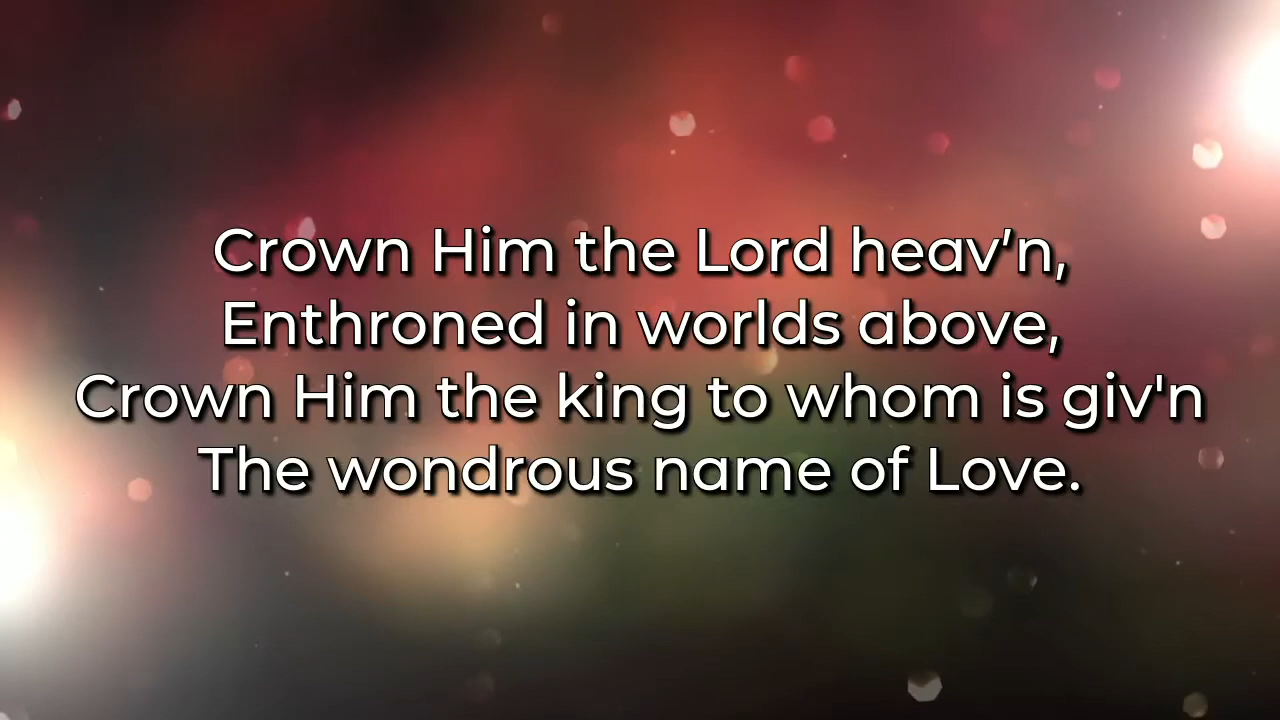 Crown Him the Lord heav’n,
Enthroned in worlds above,
Crown Him the king to whom is giv'n
The wondrous name of Love.